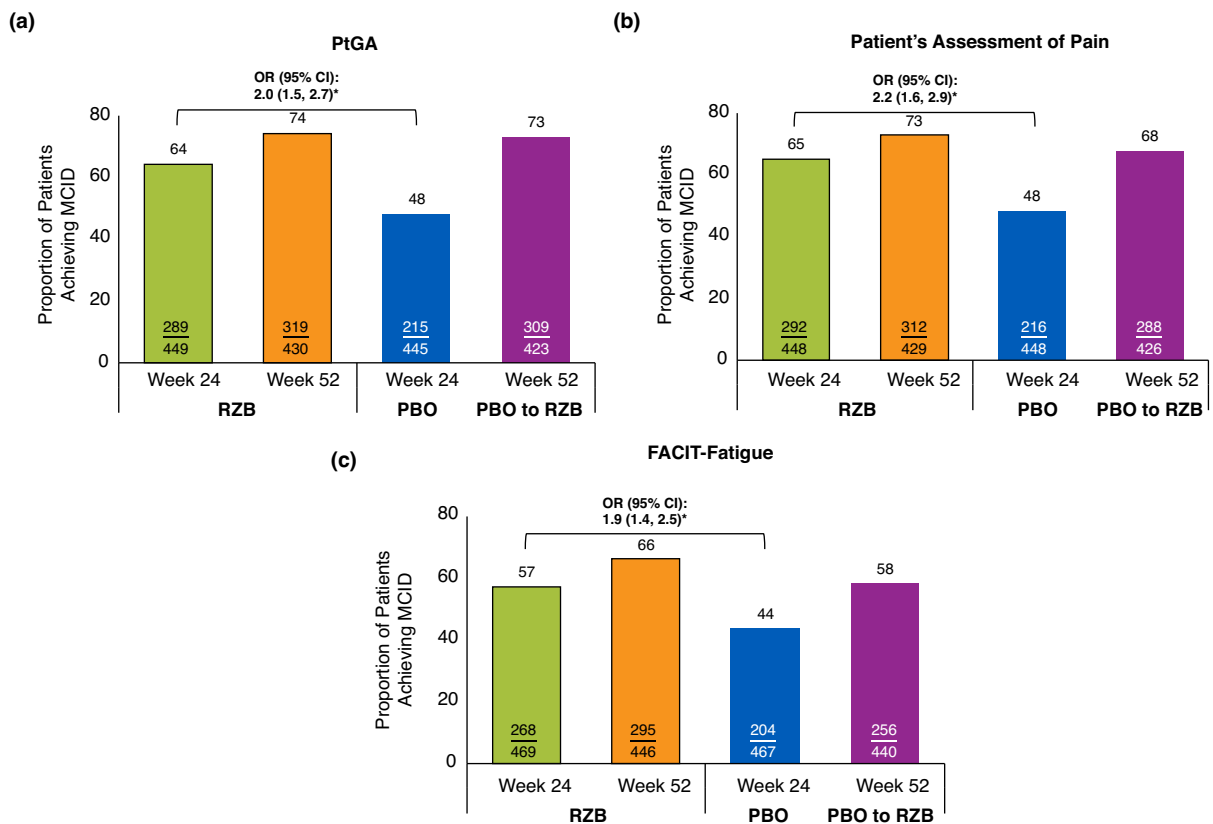 (a)
PtGA
OR (95% CI):
2.0 (1.5, 2.7)*
Proportion of Patients
Achieving MCID
80
60
40
20
0
64
74
48
73
289
449
319
430
215
445
309
423
Week 24
Week 52
Week 24
Week 52
RZB
PBO
PBO to RZB
(b)
Patient's Assessment of Pain
OR (95% CI):
2.2 (1.6, 2.9)*
Proportion of Patients
Achieving MCID
80
60
40
20
0
65
73
48
68
292
448
312
429
216
448
288
426
Week 24
Week 52
Week 24
Week 52
RZB
PBO
PBO to RZB
(c)
FACIT-Fatigue
OR (95% CI):
1.9 (1.4, 2.5)*
Proportion of Patients
Achieving MCID
80
60
40
20
0
57
66
44
58
268
469
295
446
204
467
256
440
Week 24
Week 52
Week 24
Week 52
RZB
PBO
PBO to RZB